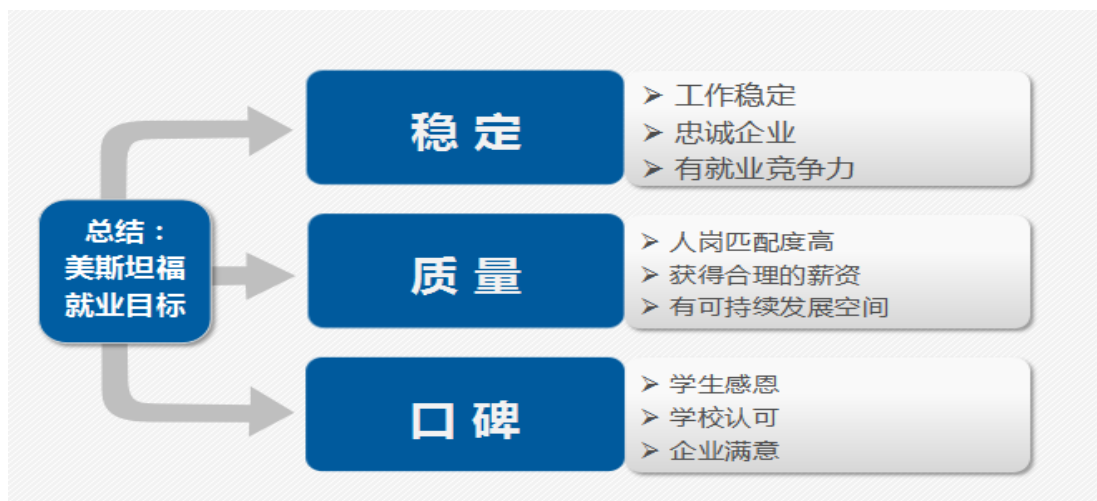 总结：
美斯坦福
就业目标
稳定
➢ 工作稳定
➢ 忠诚企业
➢ 有就业竞争力
质量
➢ 人岗匹配度高
➢ 获得合理的薪资
➢ 有可持续发展空间
口碑
➢ 学生感恩
➢ 学校认可
➢ 企业满意